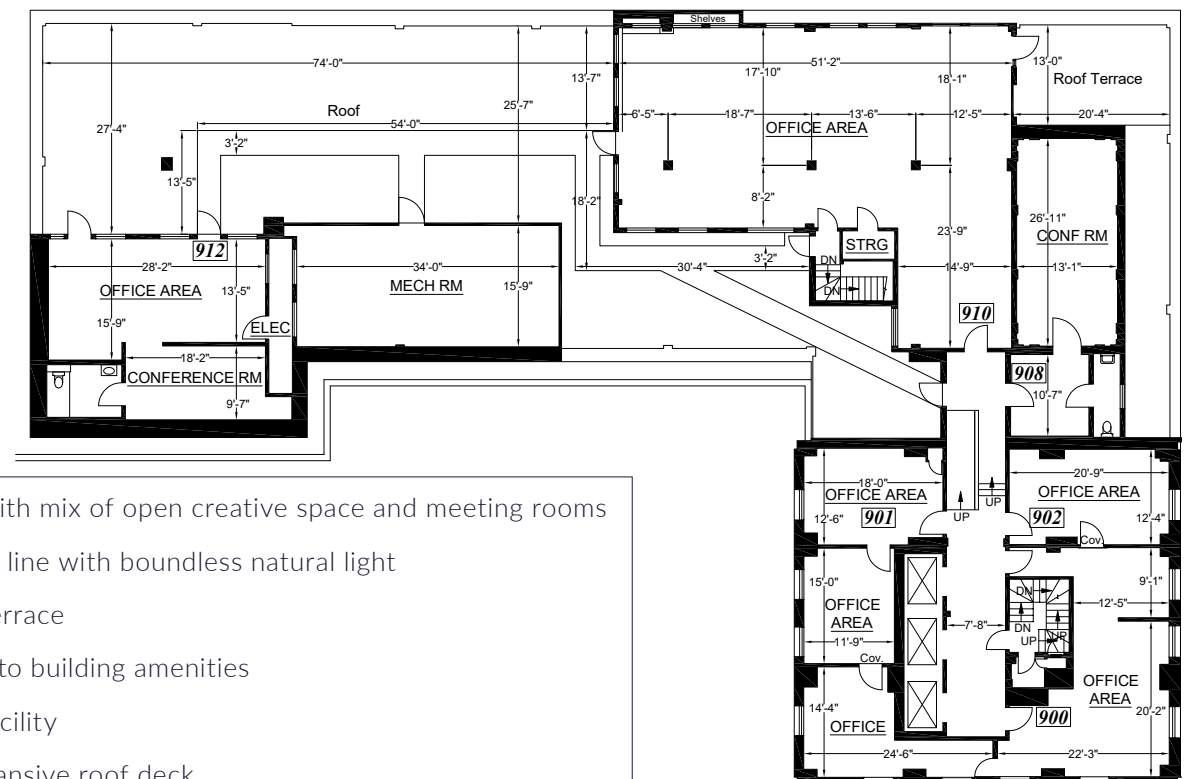 Shelves
74'-0"
13'-7"
17'-10"
51'-2"
18'-1"
13'-0"
Roof Terrace
Roof
25'-7"
27'-4"
54'-0"
6'-5"
18'-7"
13'-6"
12'-5"
20'-4"
OFFICE AREA
3'-2"
13'-5"
18'-2"
8'-2"
26'-11"
CONF RM
23'-9"
STRG
912
3'-2"
DN
28'-2"
34'-0"
30'-4"
14'-9"
13'-1"
OFFICE AREA
13'-5"
MECH RM
15'-9"
DN
910
15'-9"
ELEC
18'-2"
CONFERENCE RM
9'-7"
908
10'-7"
18'-0"
20'-9"
OFFICE AREA
OFFICE AREA
12'-6"
901
UP
UP
902
12'-4"
Cov.
ith mix of open creative space and meeting rooms
line with boundless natural light
errace
to building amenities
cility
ansive roof deck
15'-0"
OFFICE
AREA
11'-9"
Cov.
9'-1"
12'-5"
DN
DN
UP
UP
7'-8"
14'-4"
OFFICE
OFFICE
AREA
900
20'-2"
24'-6"
22'-3"